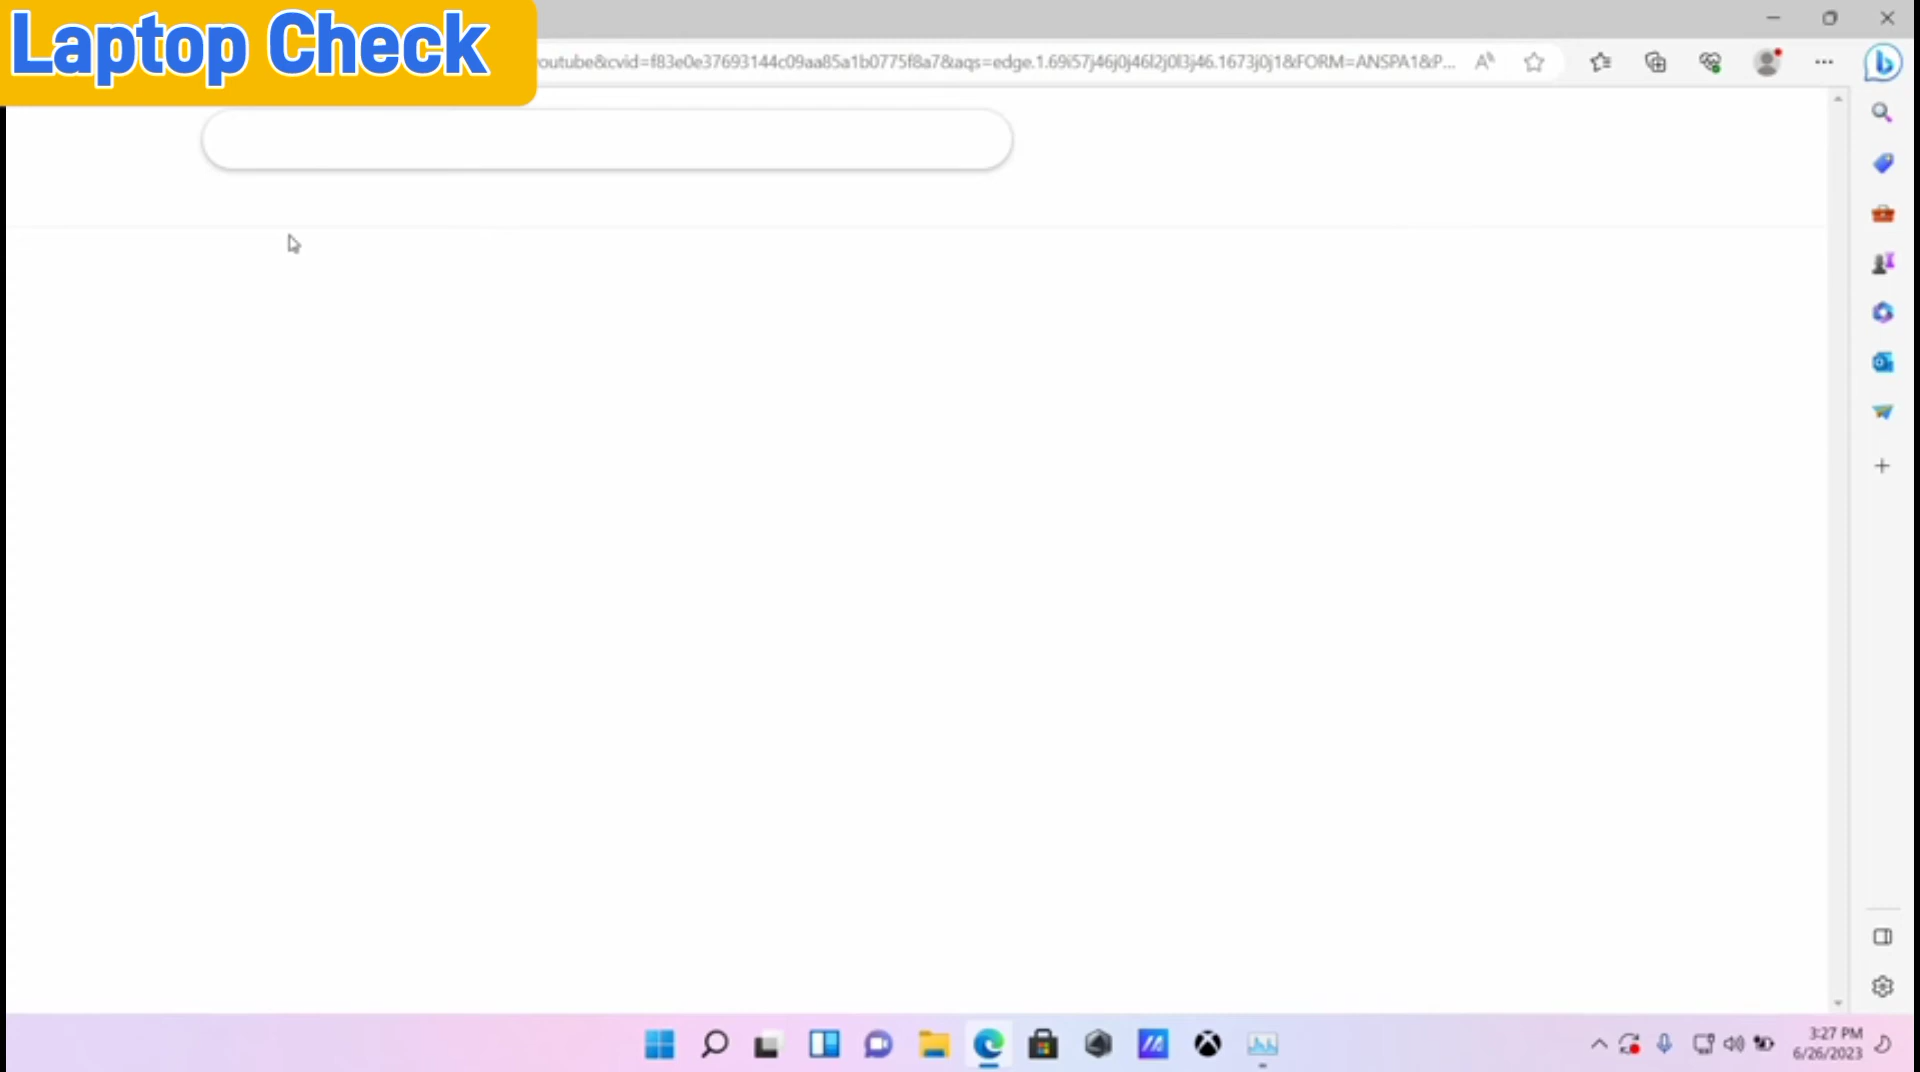 Laptop Check
outube&cvid=f83e0e37693144c09aa85a1b0775f8a7&aqs=edge.1.69i57j46j0j46l2j0l3j46.1673j0j1&FORM=ANSPA1&P...
3:27 PM
6/26/2023